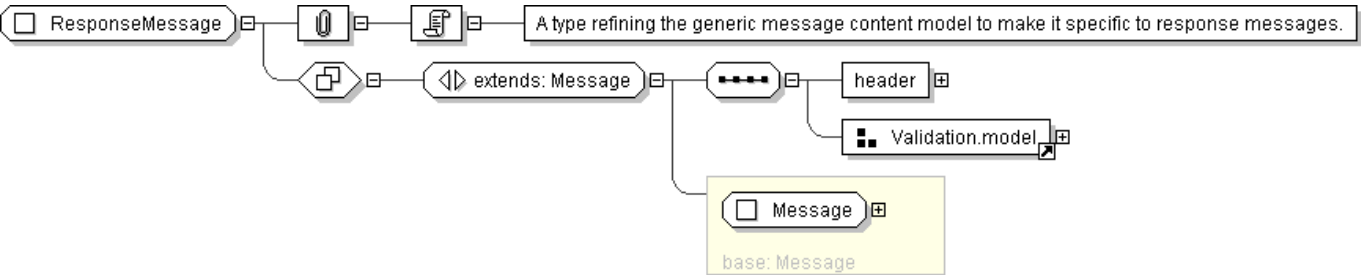 ResponseMessage
A type refining the generic message content model to make it specific to response messages.
extends: Message
header
Validation.model
Message
base: Message